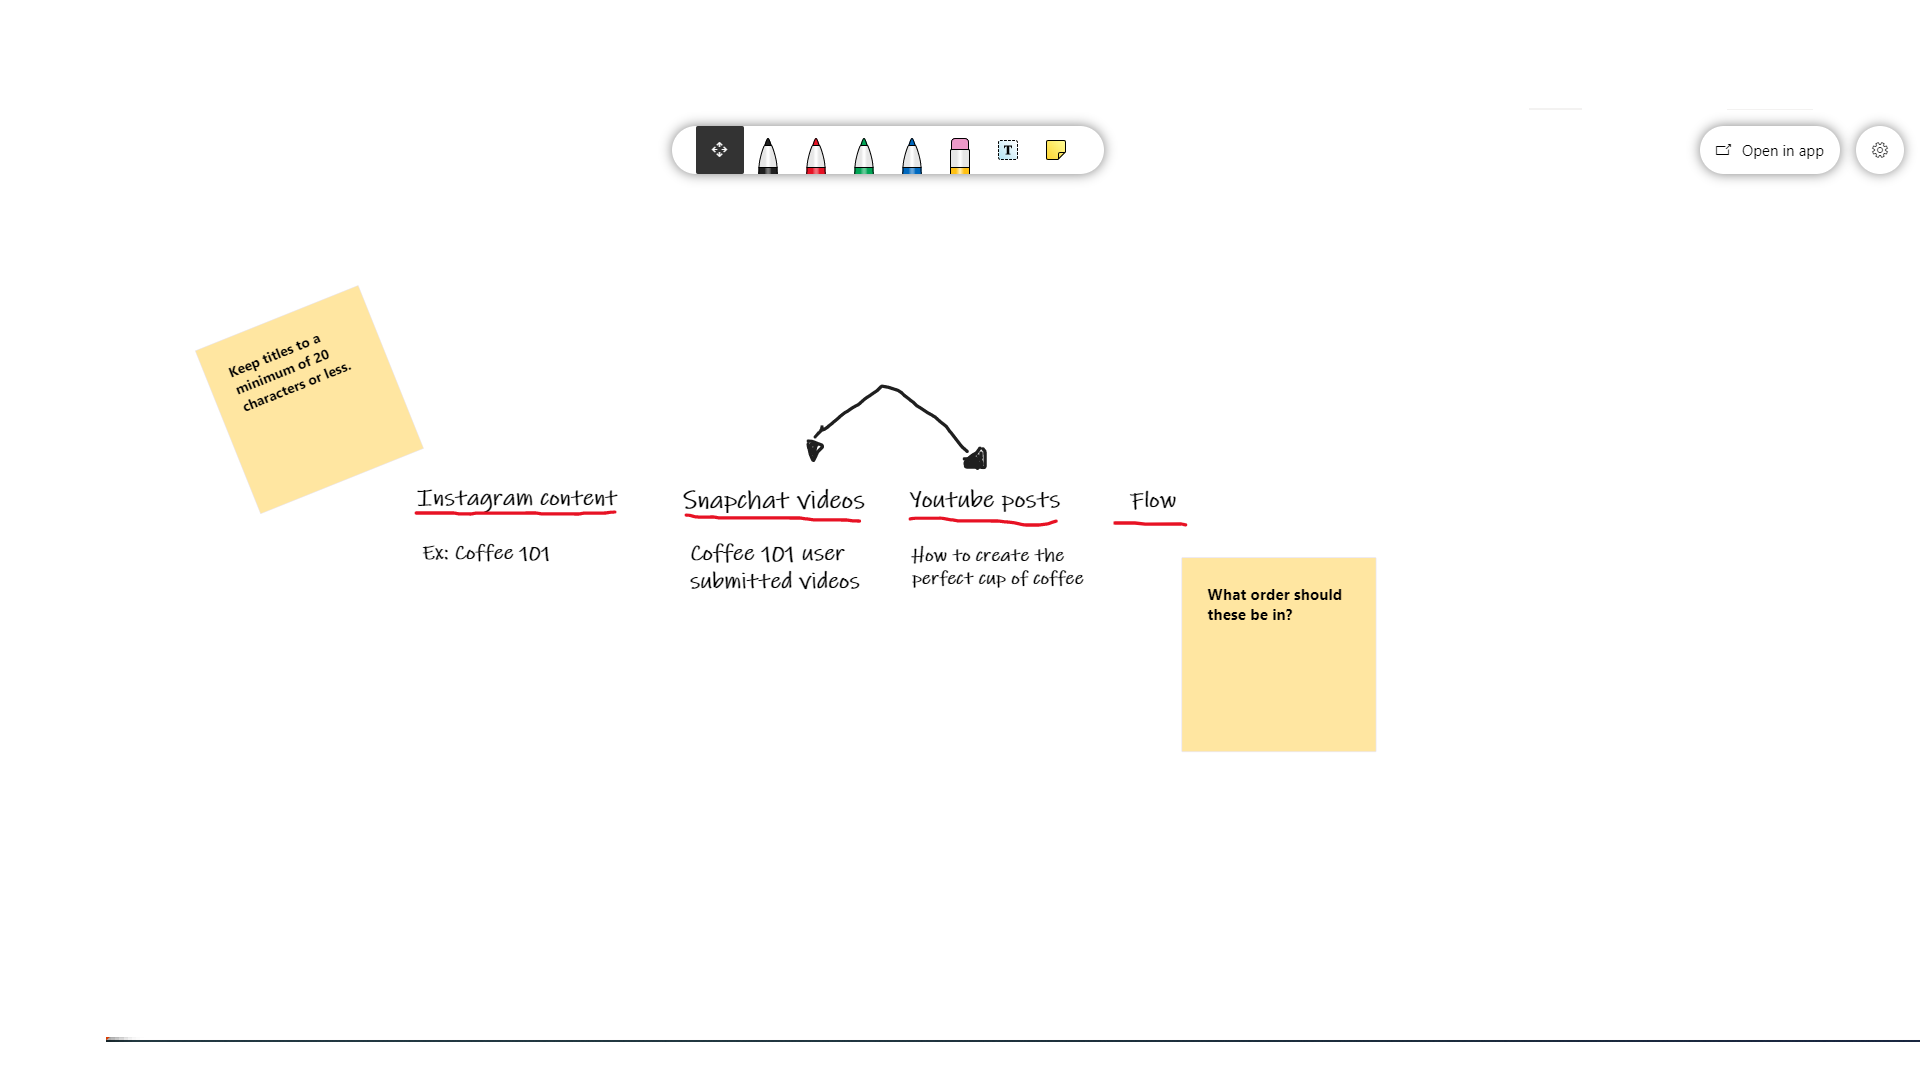 T
Open in app
Keep titles to a
minimum of 20
characters or less.
Instagram content
Snapchat videos
Youtube posts
Flow
Ex: Coffee 101
Coffee 101 user
submitted videos
How to create the
perfect cup of coffee
What order should
these be in?